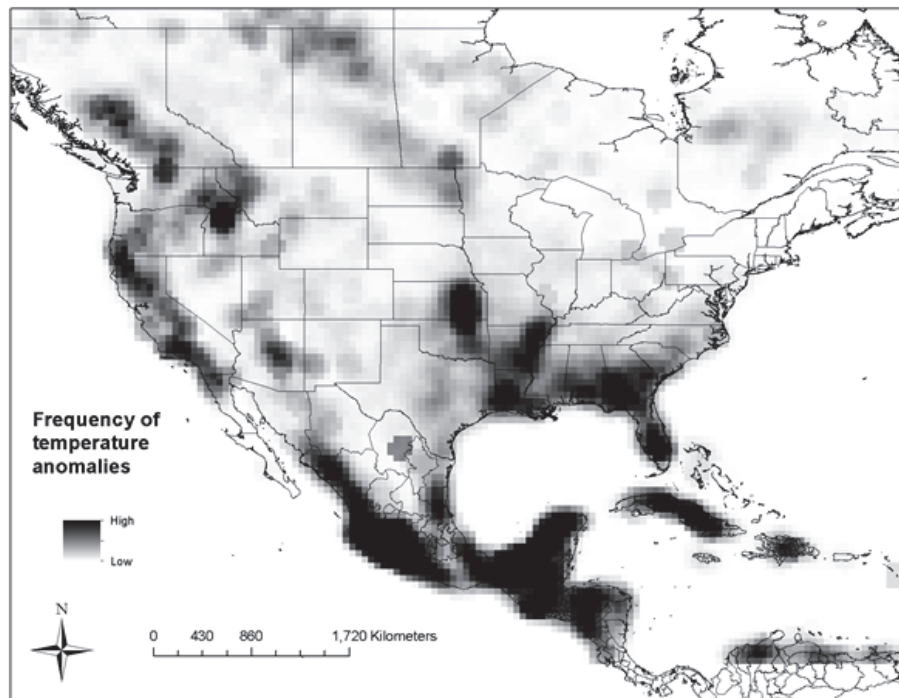 Frequency of
temperature
anomalies
High
Low
N
0 430 860 1,720 Kilometers